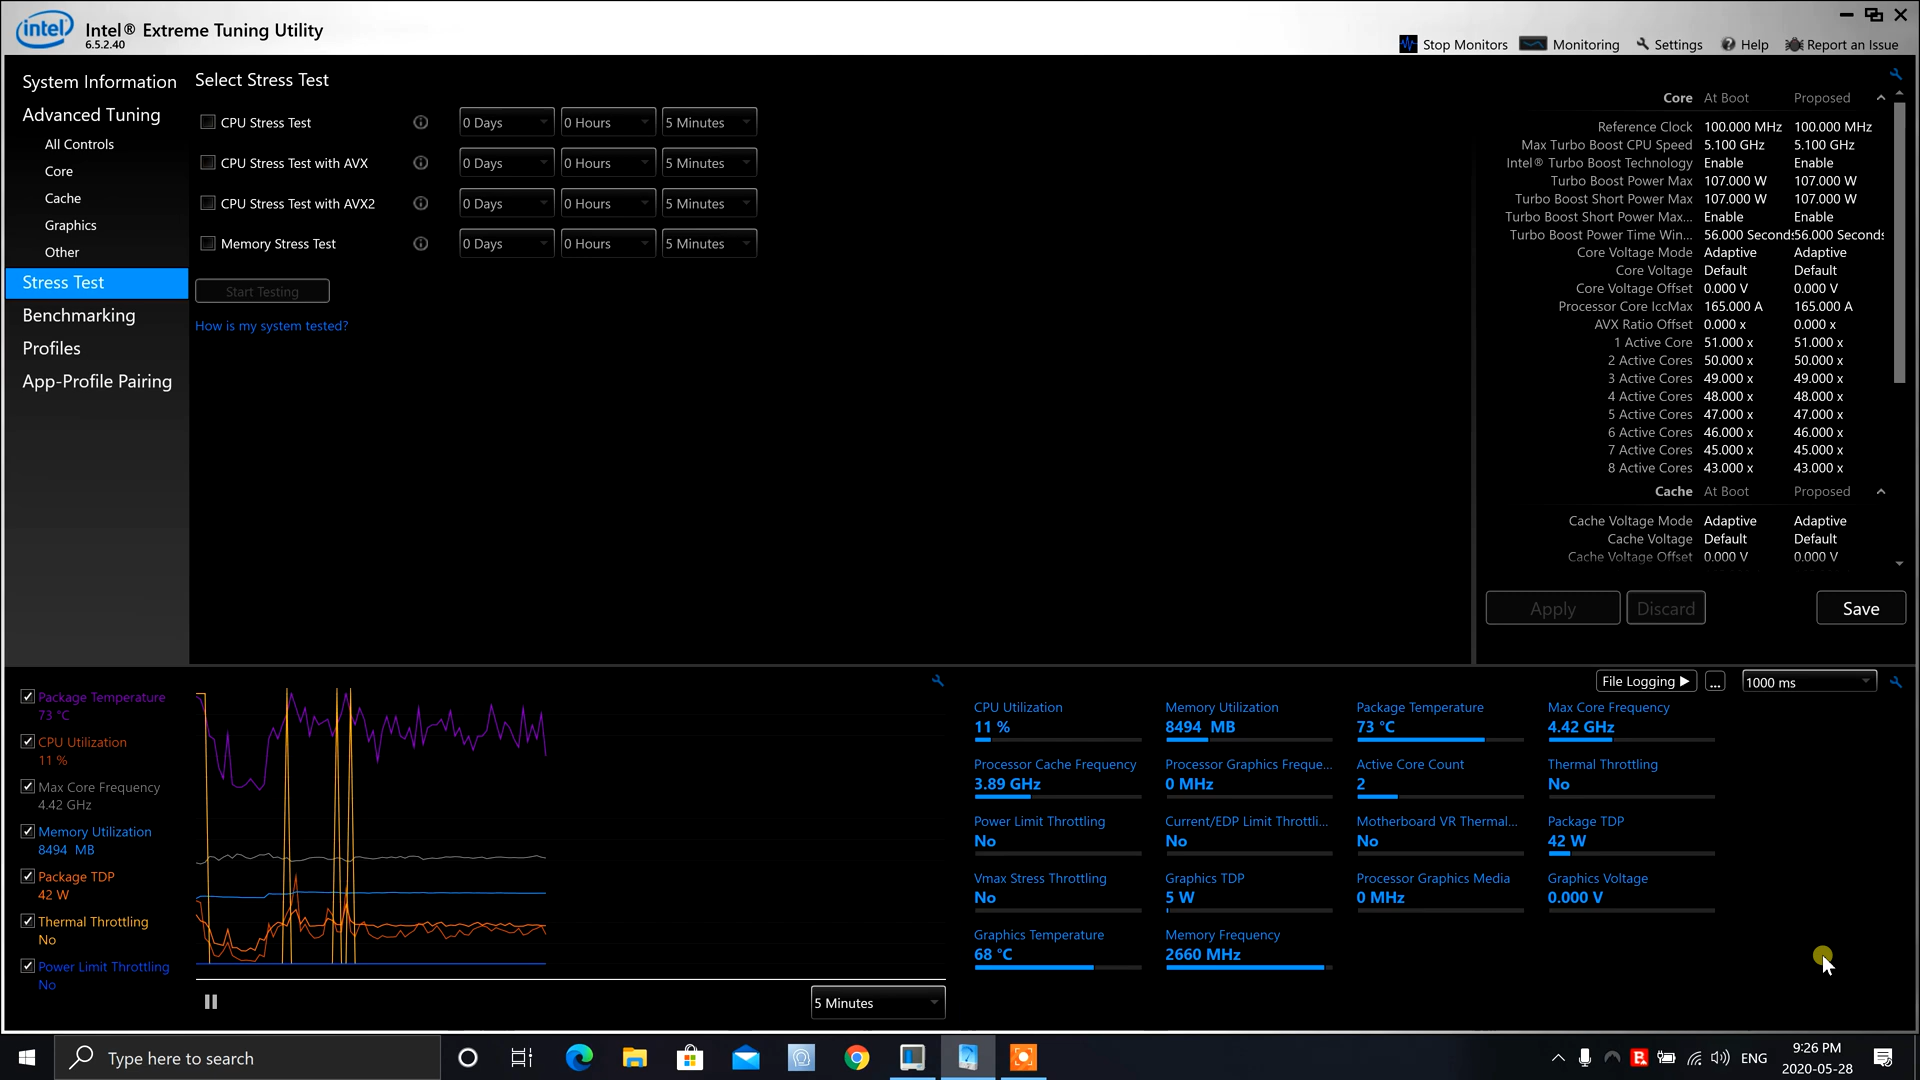 intel
Intel® Extreme Tuning Utility
6.5.2.40
Stop Monitors
Monitoring
Settings
Help
Report an Issue
System Information
Advanced Tuning
All Controls
Core
Cache
Graphics
Other
Stress Test
Benchmarking
Profiles
App-Profile Pairing
Select Stress Test
CPU Stress Test 0 Days 0 Hours 5 Minutes
CPU Stress Test with AVX 0 Days 0 Hours 5 Minutes
CPU Stress Test with AVX2 0 Days 0 Hours 5 Minutes
Memory Stress Test 0 Days 0 Hours 5 Minutes
Start Testing
How is my system tested?
Core At Boot Proposed
Reference Clock 100.000 MHz 100.000 MHz
Max Turbo Boost CPU Speed 5.100 GHz 5.100 GHz
Intel® Turbo Boost Technology Enable Enable
Turbo Boost Power Max 107.000 W 107.000 W
Turbo Boost Short Power Max 107.000 W 107.000 W
Turbo Boost Short Power Max... Enable Enable
Turbo Boost Power Time Win... 56.000 Seconds 56.000 Seconds
Core Voltage Mode Adaptive Adaptive
Core Voltage Default Default
Core Voltage Offset 0.000 V 0.000 V
Processor Core IccMax 165.000 A 165.000 A
AVX Ratio Offset 0.000 x 0.000 x
1 Active Core 51.000 x 51.000 x
2 Active Cores 50.000 x 50.000 x
3 Active Cores 49.000 x 49.000 x
4 Active Cores 48.000 x 48.000 x
5 Active Cores 47.000 x 47.000 x
6 Active Cores 46.000 x 46.000 x
7 Active Cores 45.000 x 45.000 x
8 Active Cores 43.000 x 43.000 x
Cache At Boot Proposed
Cache Voltage Mode Adaptive Adaptive
Cache Voltage Default Default
Cache Voltage Offset 0.000 V 0.000 V
Apply Discard Save
Package Temperature
73 °C
CPU Utilization
11 %
Max Core Frequency
4.42 GHz
Memory Utilization
8494 MB
Package TDP
42 W
Thermal Throttling
No
Power Limit Throttling
No
5 Minutes
File Logging ... 1000 ms
CPU Utilization Memory Utilization Package Temperature Max Core Frequency
11 % 8494 MB 73 °C 4.42 GHz
Processor Cache Frequency Processor Graphics Freque... Active Core Count Thermal Throttling
3.89 GHz 0 MHz 2 No
Power Limit Throttling Current/EDP Limit Throttli... Motherboard VR Thermal... Package TDP
No No No 42 W
Vmax Stress Throttling Graphics TDP Processor Graphics Media Graphics Voltage
No 5 W 0 MHz 0.000 V
Graphics Temperature Memory Frequency
68 °C 2660 MHz
Type here to search
ENG
9:26 PM
2020-05-28